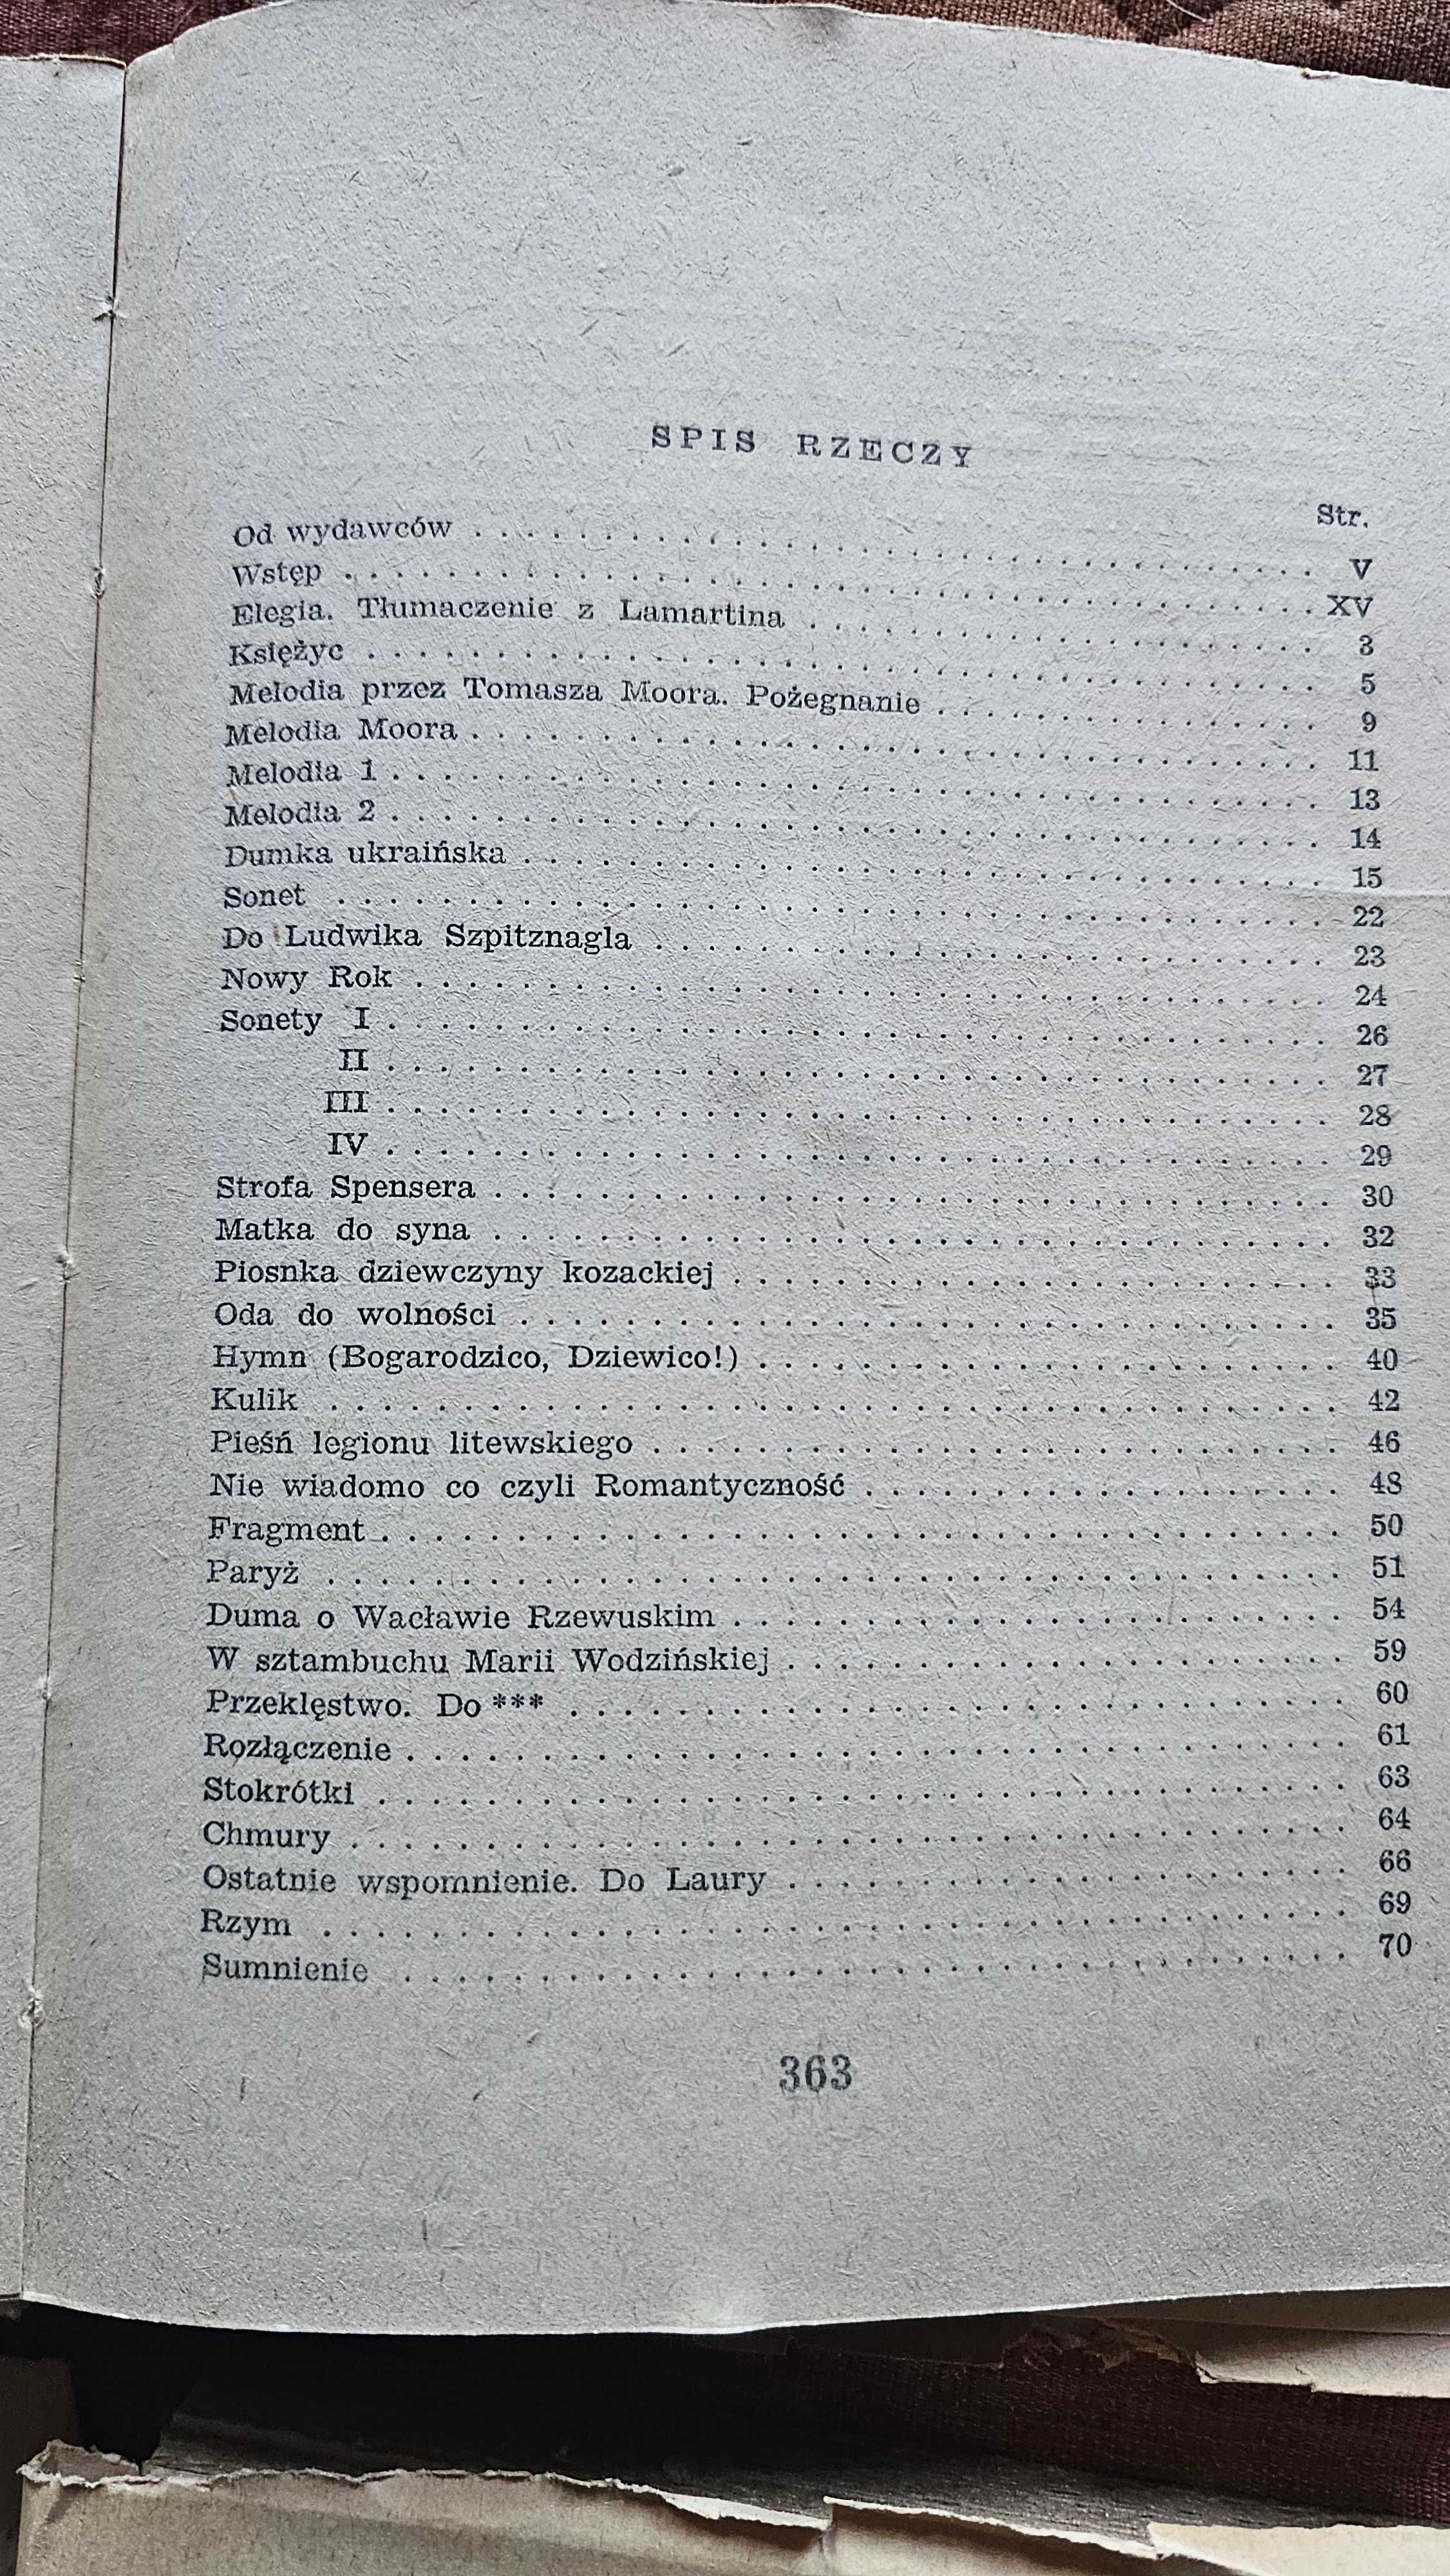 SPIS RZECZY
Str.
Od wydawców . . . . . V
Wstęp . . . . . XV
Elegia. Tłumaczenie z Lamartina . . . . . 3
Księżyc . . . . . 5
Melodia przez Tomasza Moora. Pożegnanie . . . . . 9
Melodia Moora . . . . . 11
Melodia 1 . . . . . 13
Melodia 2 . . . . . 14
Dumka ukraińska . . . . . 15
Sonet . . . . . 22
Do Ludwika Szpitznagla . . . . . 23
Nowy Rok . . . . . 24
Sonety I . . . . . 26
II . . . . . 27
III . . . . . 28
IV . . . . . 29
Strofa Spensera . . . . . 30
Matka do syna . . . . . 32
Piosnka dziewczyny kozackiej . . . . . 33
Oda do wolności . . . . . 35
Hymn (Bogarodzico, Dziewico!) . . . . . 40
Kulik . . . . . 42
Pieśń legionu litewskiego . . . . . 46
Nie wiadomo co czyli Romantyczność . . . . . 48
Fragment . . . . . 50
Paryż . . . . . 51
Duma o Wacławie Rzewuskim . . . . . 54
W sztambuchu Marii Wodzińskiej . . . . . 59
Przeklęstwo. Do *** . . . . . 60
Rozłączenie . . . . . 61
Stokrótki . . . . . 63
Chmury . . . . . 64
Ostatnie wspomnienie. Do Laury . . . . . 66
Rzym . . . . . 69
Sumnienie . . . . . 70
363